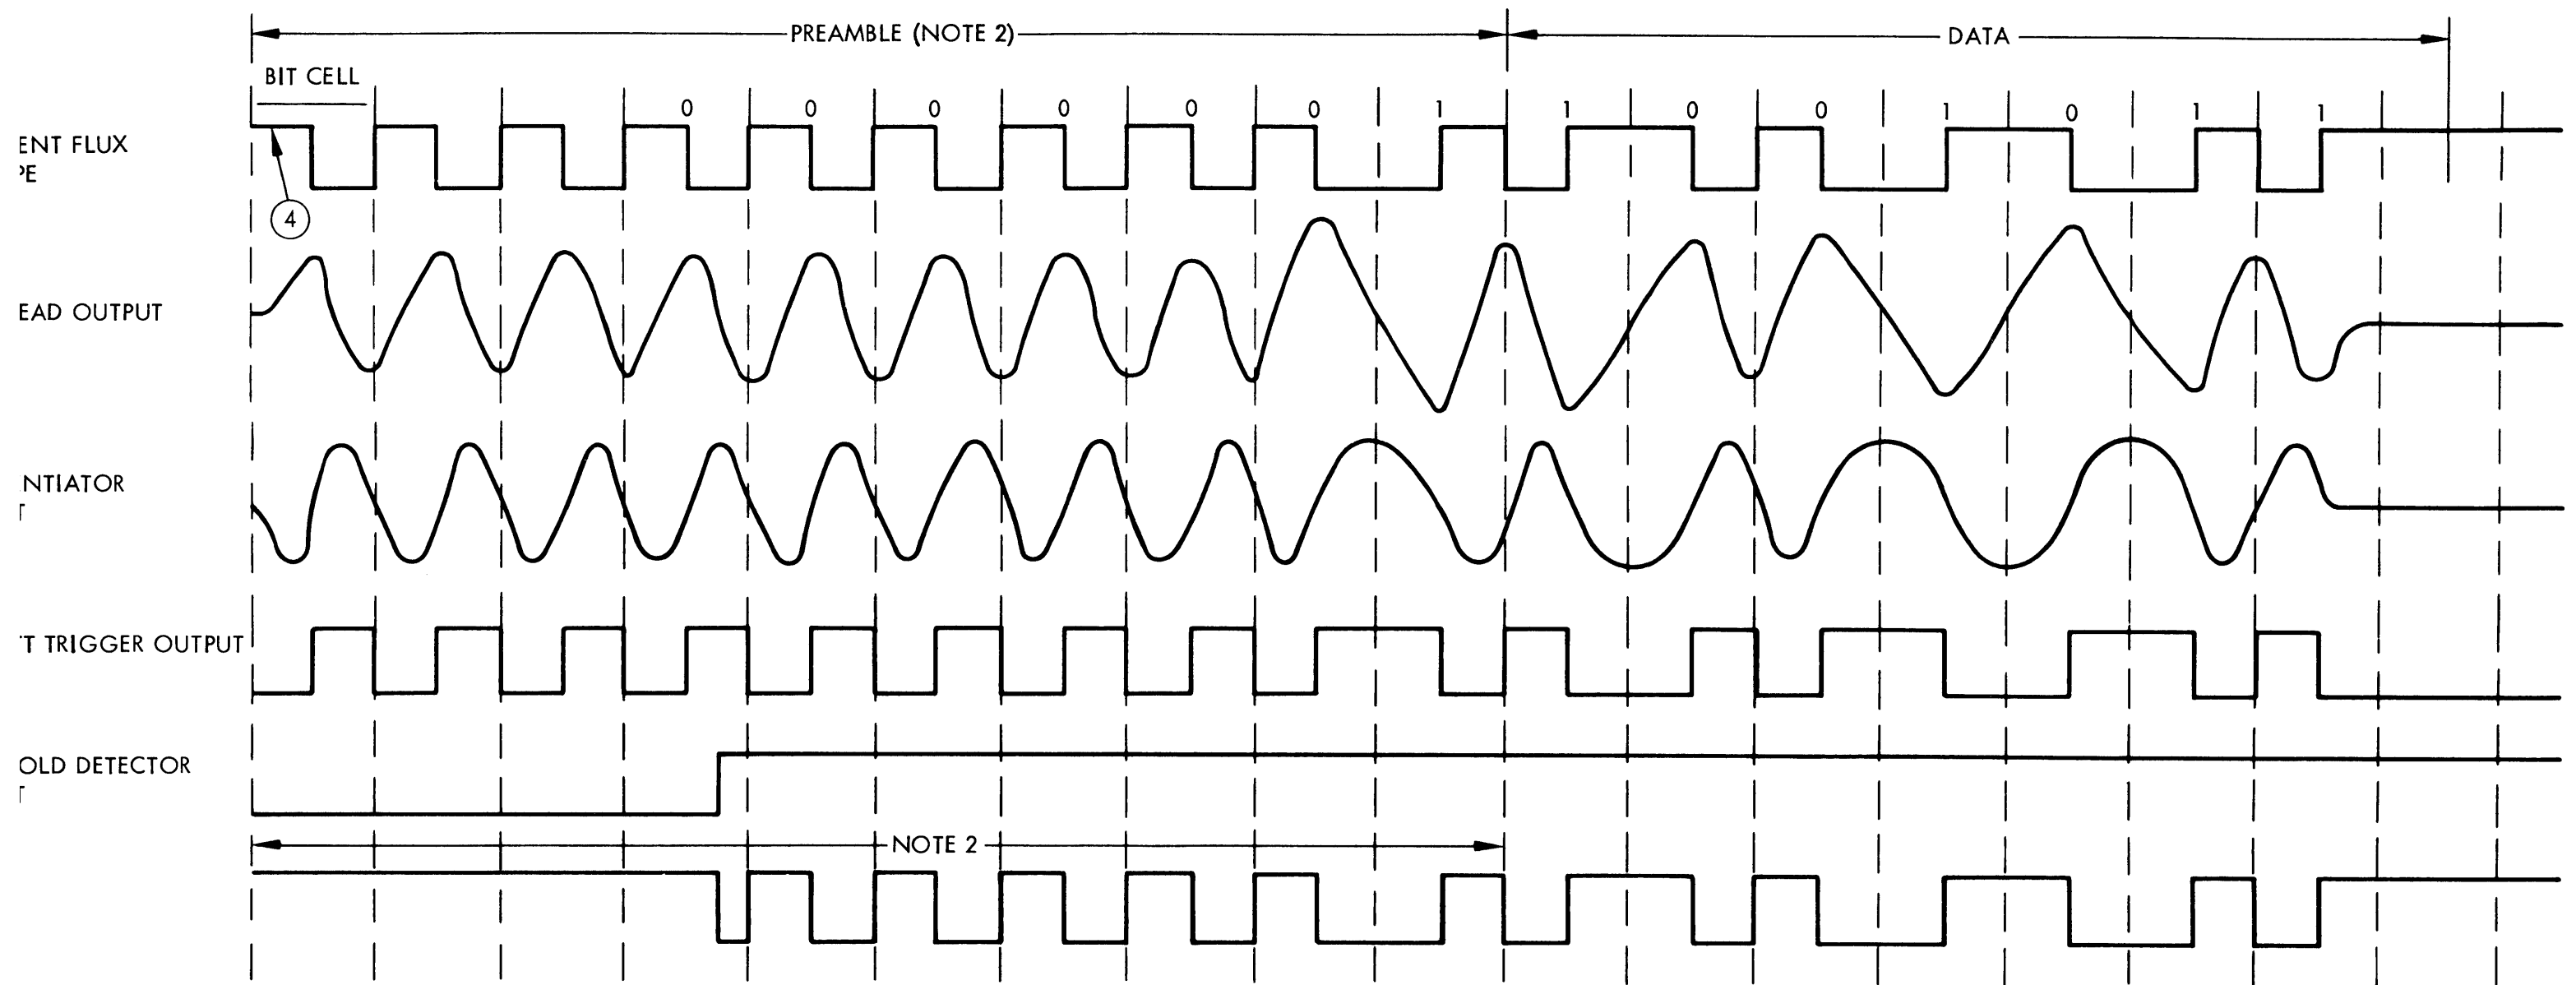 PREAMBLE (NOTE 2)
DATA
BIT CELL
0 0 0 0 0 0 1 1 0 0 1 0 1 1
ENT FLUX
PE
4
EAD OUTPUT
NTIATOR
T
T TRIGGER OUTPUT
OLD DETECTOR
T
NOTE 2